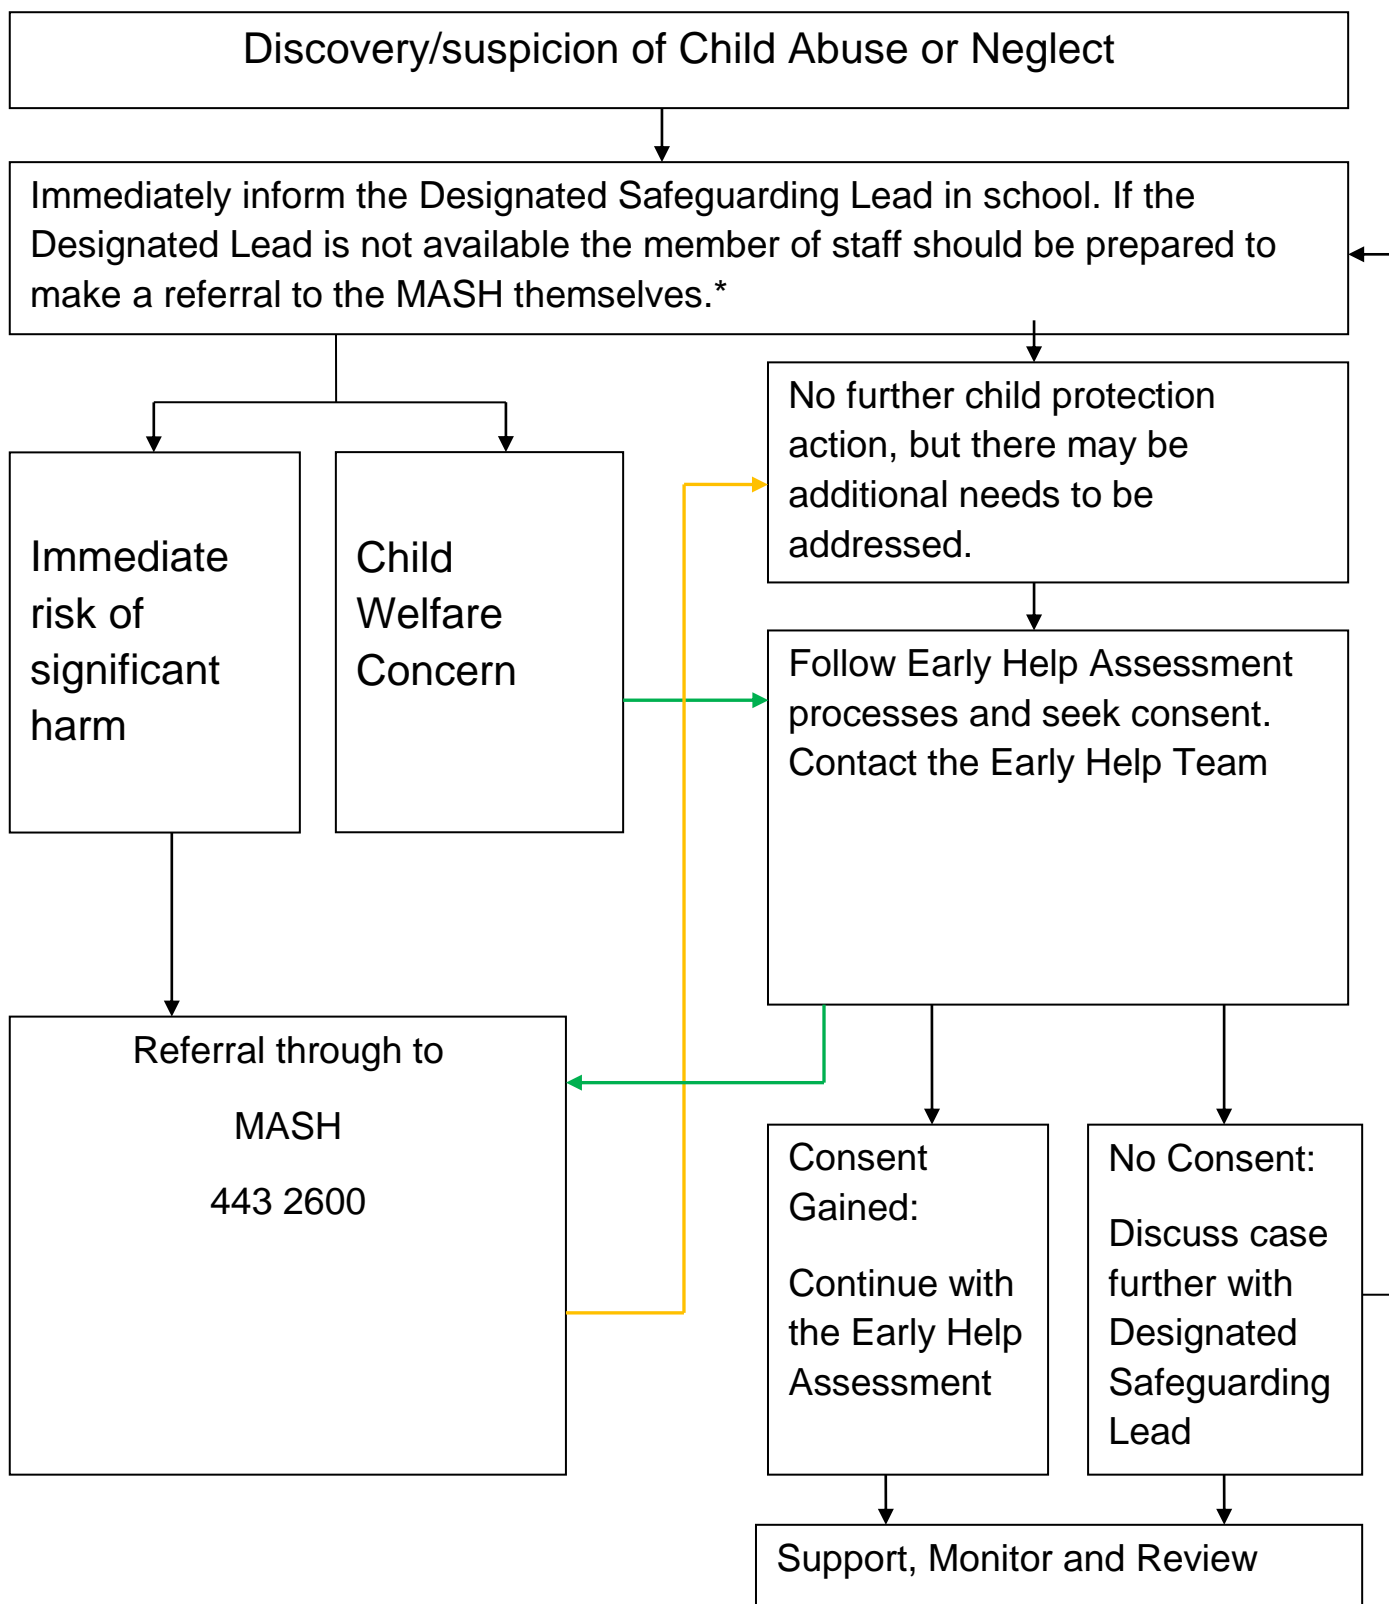 Discovery/suspicion of Child Abuse or Neglect
Immediately inform the Designated Safeguarding Lead in school. If the
Designated Lead is not available the member of staff should be prepared to
make a referral to the MASH themselves.*
No further child protection
action, but there may be
additional needs to be
addressed.
Immediate
risk of
significant
harm
Child
Welfare
Concern
Follow Early Help Assessment
processes and seek consent.
Contact the Early Help Team
Referral through to
MASH
443 2600
Consent
Gained:
Continue with
the Early Help
Assessment
No Consent:
Discuss case
further with
Designated
Safeguarding
Lead
Support, Monitor and Review